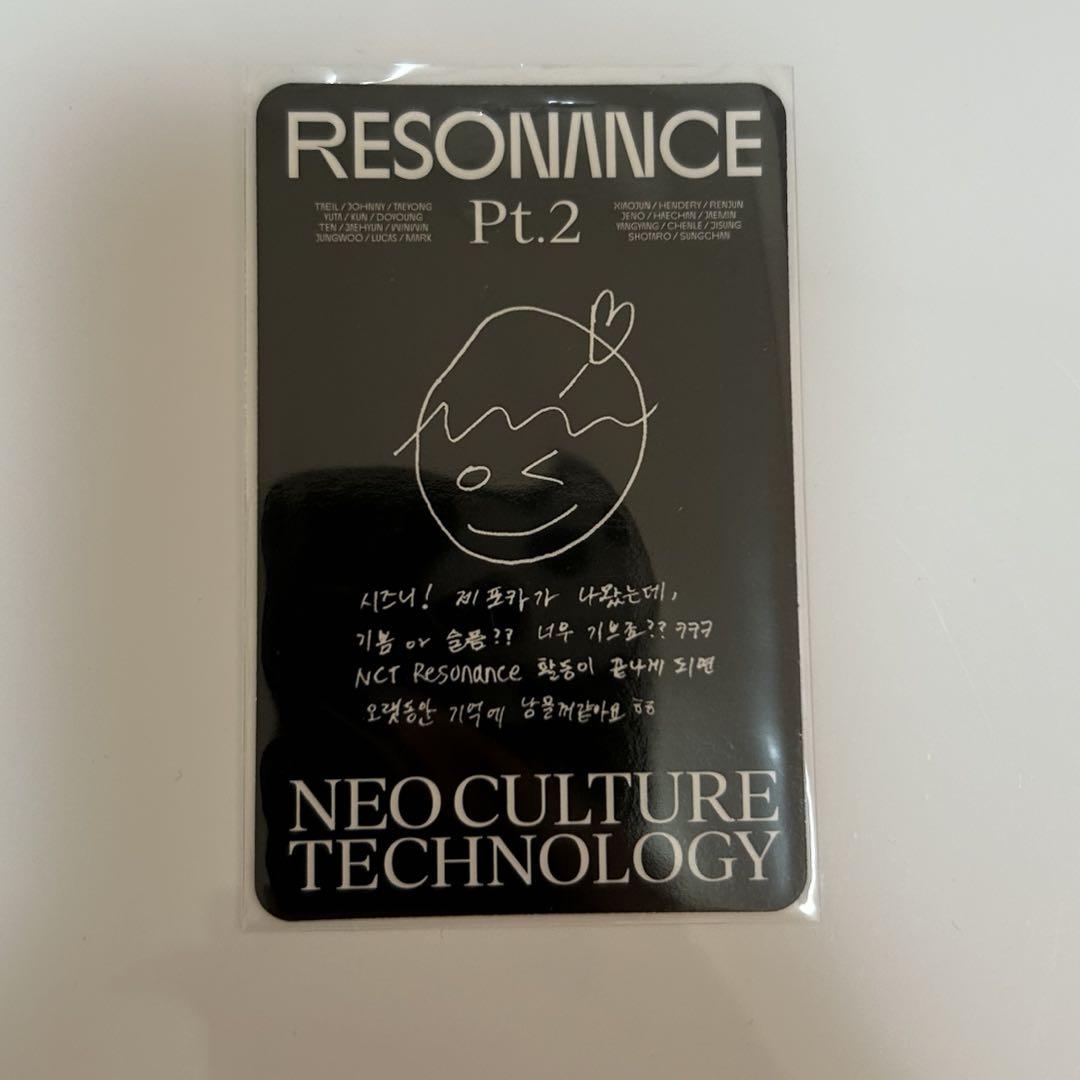 RESONANCE
Pt.2
TAEIL / JOHNNY / TAEYONG
YUTA / KUN / DOYOUNG
TEN / JAEHYUN / WINWIN
JUNGWOO / LUCAS / MARK
XIAOJUN / HENDERY / RENJUN
JENO / HAECHAN / JAEMIN
YANGYANG / CHENLE / JISUNG
SHOTARO / SUNGCHAN
시즈니! 제 포카가 나왔는데,
기쁨 or 슬픔?? 너무 기쁘죠?? ㅋㅋㅋ
NCT Resonance 활동이 끝나게 되면
오랫동안 기억에 남을꺼같아요 ㅎㅎ
NEO CULTURE
TECHNOLOGY